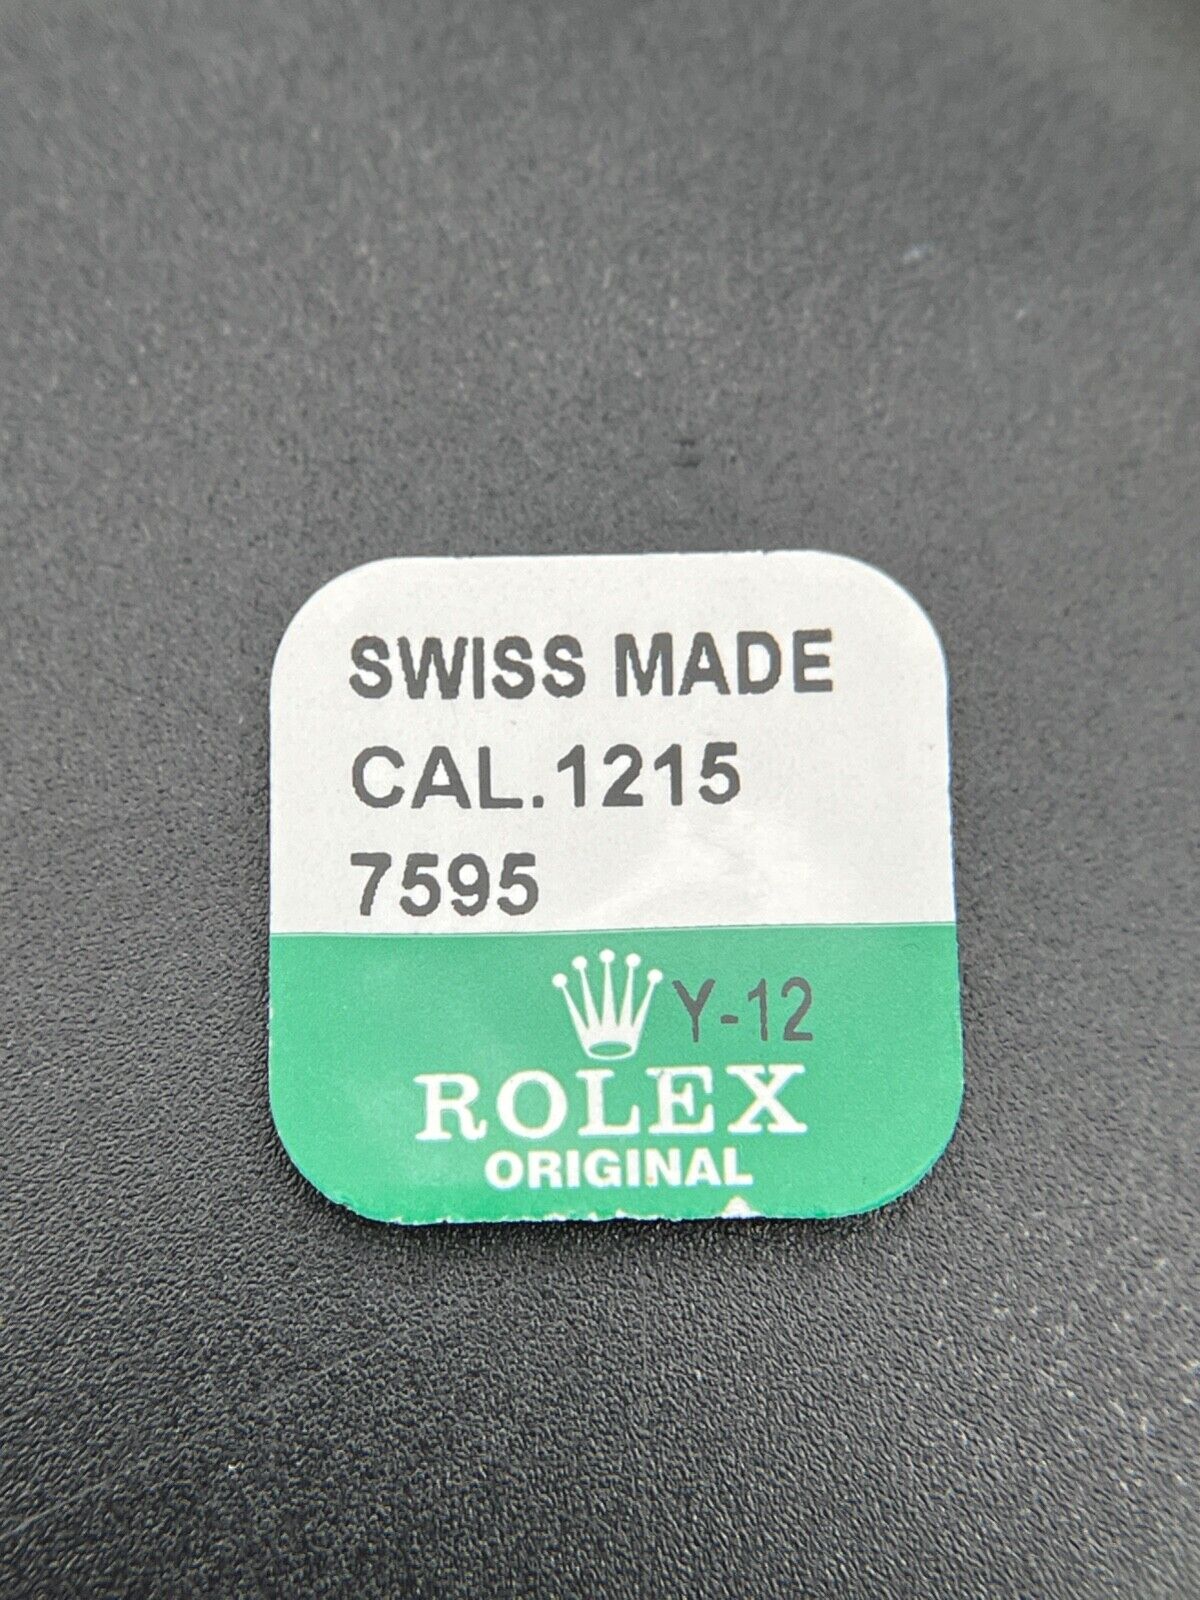 SWISS MADE
CAL.1215
7595
Y-12
ROLEX
ORIGINAL